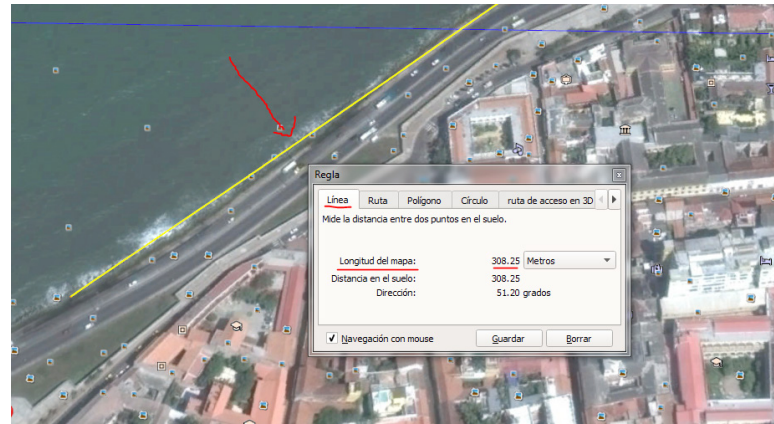 Regla
Línea Ruta Polígono Círculo ruta de acceso en 3D
Mide la distancia entre dos puntos en el suelo.
Longitud del mapa: 308.25 Metros
Distancia en el suelo: 308.25
Dirección: 51.20 grados
Navegación con mouse Guardar Borrar